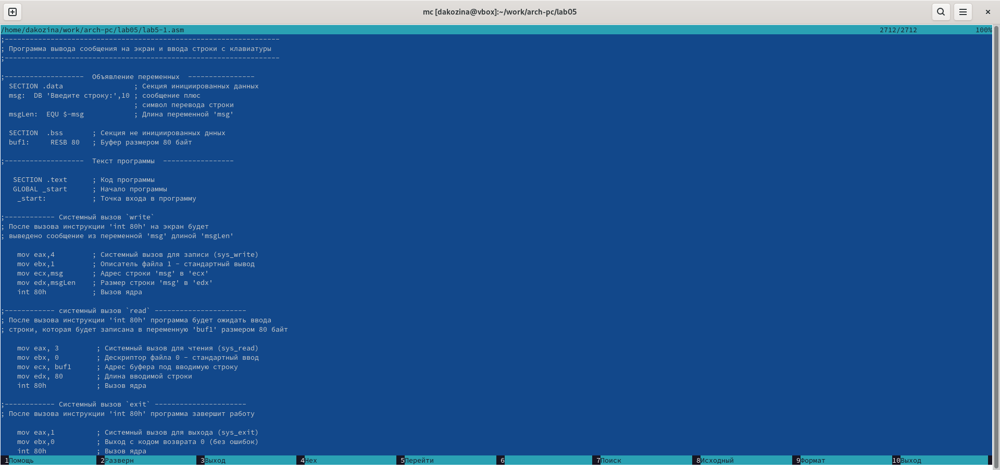 mc [dakozina@vbox]:~/work/arch-pc/lab05
/home/dakozina/work/arch-pc/lab05/lab5-1.asm 2712/2712 100%
;------------------------------------------------------------------
; Программа вывода сообщения на экран и ввода строки с клавиатуры
;------------------------------------------------------------------
;------------------- Объявление переменных ----------------
SECTION .data ; Секция инициированных данных
msg: DB 'Введите строку:',10 ; сообщение плюс
; символ перевода строки
msgLen: EQU $-msg ; Длина переменной 'msg'
SECTION .bss ; Секция не инициированных днных
buf1: RESB 80 ; Буфер размером 80 байт
;------------------- Текст программы -----------------
SECTION .text ; Код программы
GLOBAL _start ; Начало программы
_start: ; Точка входа в программу
;------------ Системный вызов `write`
; После вызова инструкции 'int 80h' на экран будет
; выведено сообщение из переменной 'msg' длиной 'msgLen'
mov eax,4 ; Системный вызов для записи (sys_write)
mov ebx,1 ; Описатель файла 1 - стандартный вывод
mov ecx,msg ; Адрес строки 'msg' в 'ecx'
mov edx,msgLen ; Размер строки 'msg' в 'edx'
int 80h ; Вызов ядра
;------------ системный вызов `read` ----------------------
; После вызова инструкции 'int 80h' программа будет ожидать ввода
; строки, которая будет записана в переменную 'buf1' размером 80 байт
mov eax, 3 ; Системный вызов для чтения (sys_read)
mov ebx, 0 ; Дескриптор файла 0 - стандартный ввод
mov ecx, buf1 ; Адрес буфера под вводимую строку
mov edx, 80 ; Длина вводимой строки
int 80h ; Вызов ядра
;------------ Системный вызов `exit` ----------------------
; После вызова инструкции 'int 80h' программа завершит работу
mov eax,1 ; Системный вызов для выхода (sys_exit)
mov ebx,0 ; Выход с кодом возврата 0 (без ошибок)
int 80h ; Вызов ядра
1Помощь 2Разверн 3Выход 4Hex 5Перейти 6 7Поиск 8Исходный 9Формат 10Выход